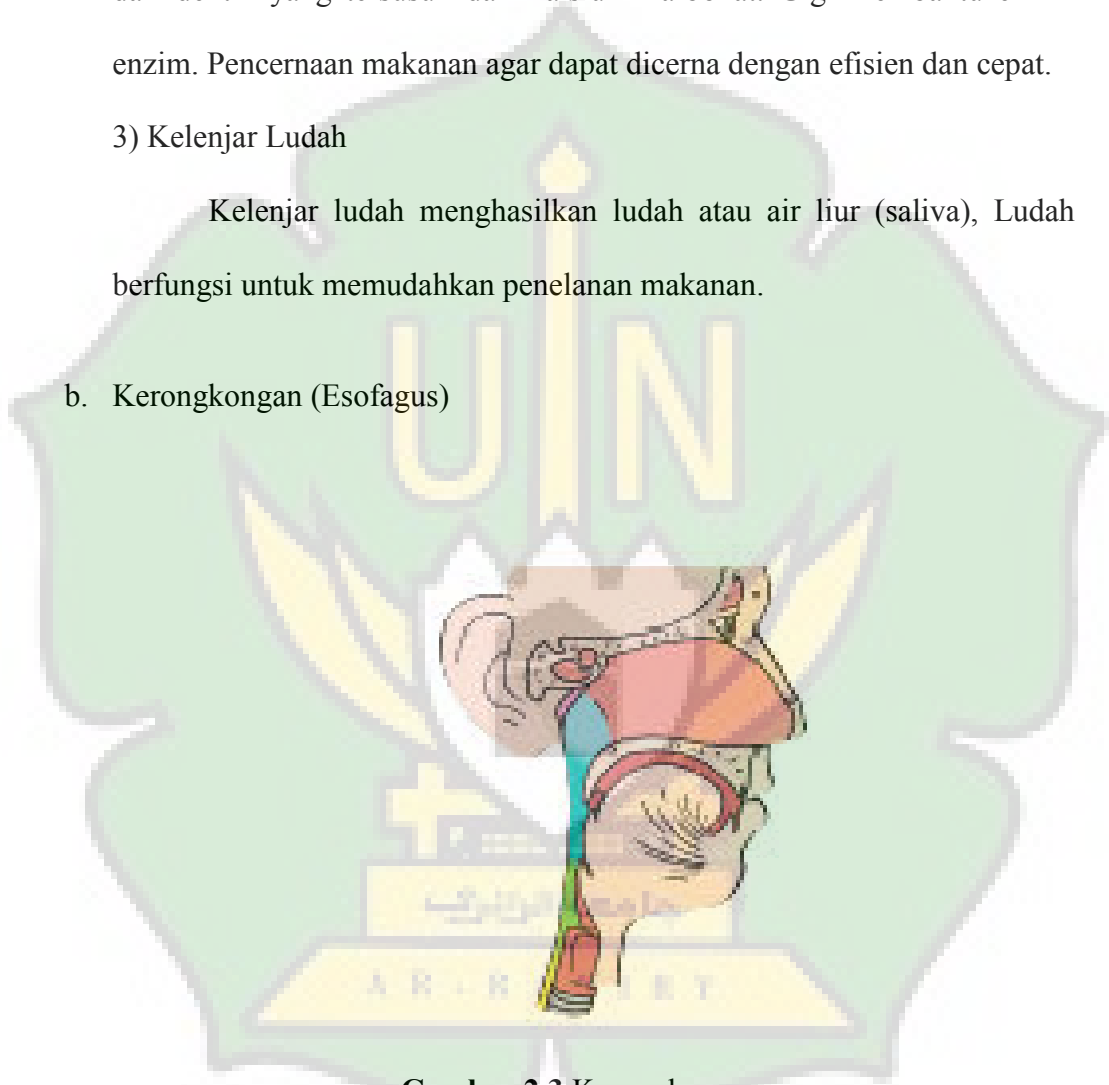 enzim. Pencernaan makanan agar dapat dicerna dengan efisien dan cepat.
3) Kelenjar Ludah
Kelenjar ludah menghasilkan ludah atau air liur (saliva), Ludah
berfungsi untuk memudahkan penelanan makanan.
UIN
b. Kerongkongan (Esofagus)